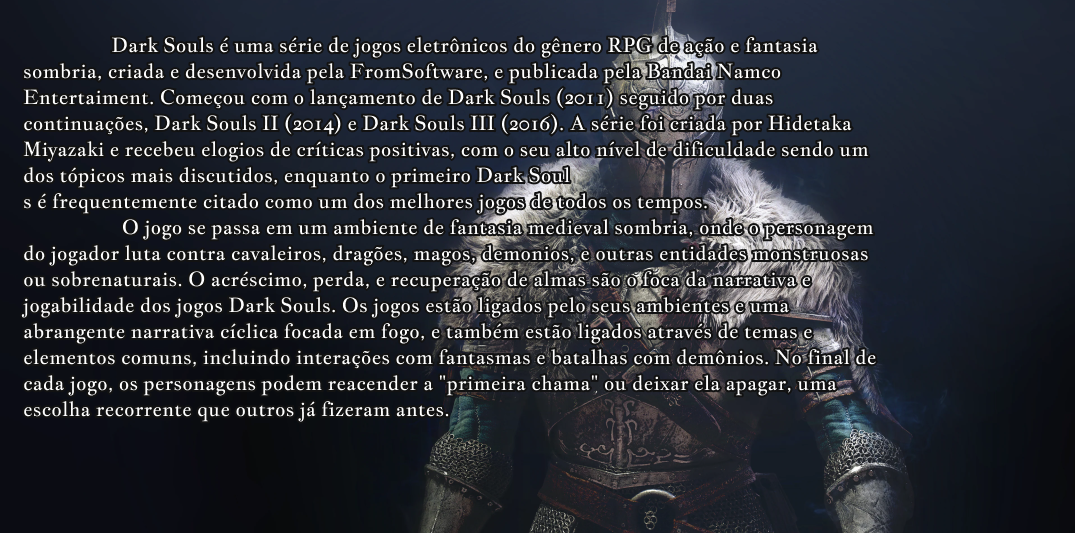 Dark Souls é uma série de jogos eletrônicos do gênero RPG de ação e fantasia
sombria, criada e desenvolvida pela FromSoftware, e publicada pela Bandai Namco
Entertaiment. Começou com o lançamento de Dark Souls (2011) seguido por duas
continuações, Dark Souls II (2014) e Dark Souls III (2016). A série foi criada por Hidetaka
Miyazaki e recebeu elogios de críticas positivas, com o seu alto nível de dificuldade sendo um
dos tópicos mais discutidos, enquanto o primeiro Dark Soul
s é frequentemente citado como um dos melhores jogos de todos os tempos.
O jogo se passa em um ambiente de fantasia medieval sombria, onde o personagem
do jogador luta contra cavaleiros, dragões, magos, demonios, e outras entidades monstruosas
ou sobrenaturais. O acréscimo, perda, e recuperação de almas são o foca da narrativa e
jogabilidade dos jogos Dark Souls. Os jogos estão ligados pelo seus ambientes e uma
abrangente narrativa cíclica focada em fogo, e também estão ligados através de temas e
elementos comuns, incluindo interações com fantasmas e batalhas com demônios. No final de
cada jogo, os personagens podem reacender a "primeira chama" ou deixar ela apagar, uma
escolha recorrente que outros já fizeram antes.